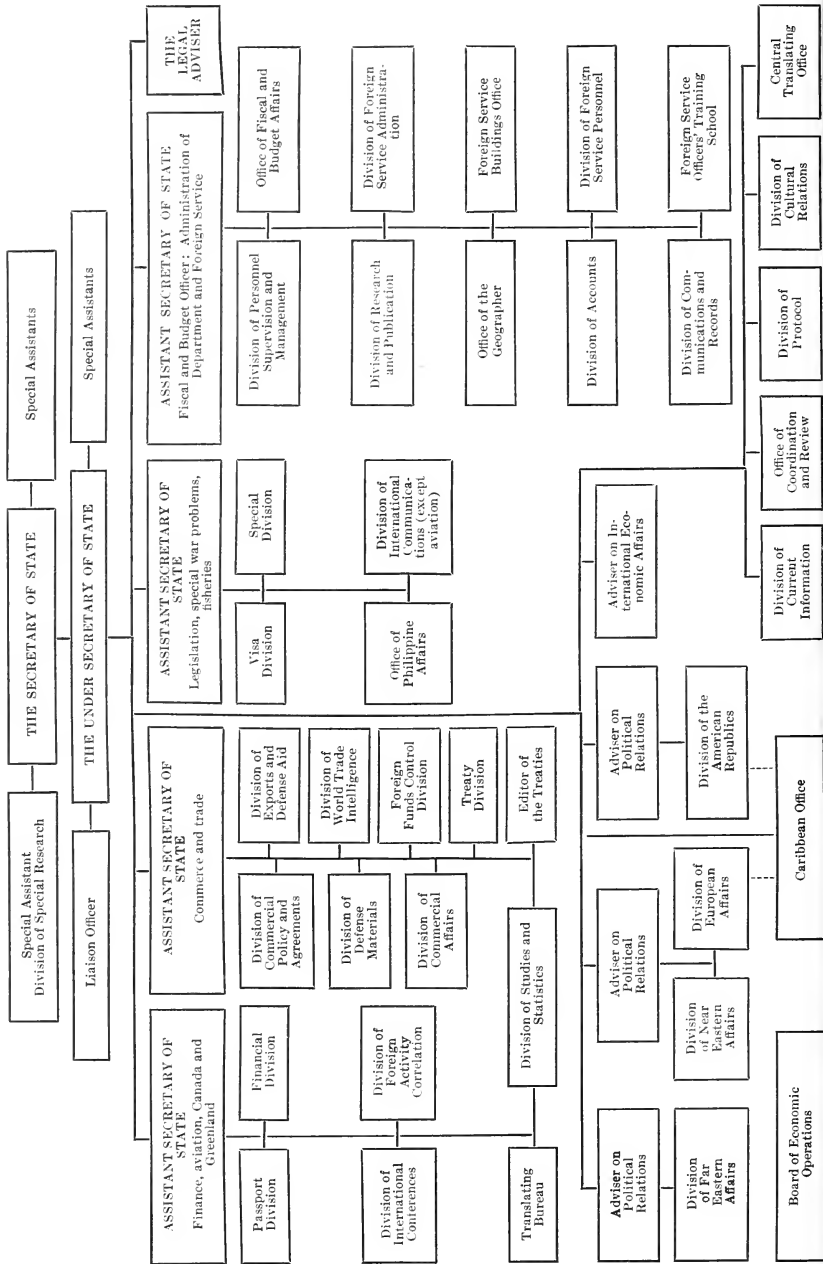 Special Assistant
Division of Special Research
THE SECRETARY OF STATE
Special Assistants
Liaison Officer
THE UNDER SECRETARY OF STATE
Special Assistants
ASSISTANT SECRETARY OF
STATE
Finance, aviation, Canada and
Greenland
ASSISTANT SECRETARY OF
STATE
Commerce and trade
ASSISTANT SECRETARY OF
STATE
Legislation, special war problems,
fisheries
ASSISTANT SECRETARY OF STATE
Fiscal and Budget Officer: Administration of
Department and Foreign Service
THE
LEGAL
ADVISER
Passport
Division
Financial
Division
Division of
International
Conferences
Division of
Foreign
Activity
Correlation
Translating
Bureau
Division of Studies and
Statistics
Division of
Commercial
Policy and
Agreements
Division of
Exports and
Defense Aid
Division of
Defense
Materials
Division of
World Trade
Intelligence
Division of
Commercial
Affairs
Foreign
Funds Control
Division
Treaty
Division
Editor of
the Treaties
Visa
Division
Special
Division
Office of
Philippine
Affairs
Division of
International
Communica-
tions (except
aviation)
Division of Personnel
Supervision and
Management
Office of Fiscal and
Budget Affairs
Division of Research
and Publication
Division of Foreign
Service Administra-
tion
Office of the
Geographer
Foreign Service
Buildings Office
Division of Accounts
Division of Foreign
Service Personnel
Division of Com-
munications and
Records
Foreign Service
Officers' Training
School
Adviser on
Political
Relations
Division
of Far
Eastern
Affairs
Adviser on
Political
Relations
Division
of Near
Eastern
Affairs
Division of
European
Affairs
Adviser on
Political
Relations
Division of the
American
Republics
Adviser on In-
ternational Eco-
nomic Affairs
Board of Economic
Operations
Caribbean Office
Division of
Current
Information
Office of
Coordination
and Review
Division of
Protocol
Division of
Cultural
Relations
Central
Translating
Office